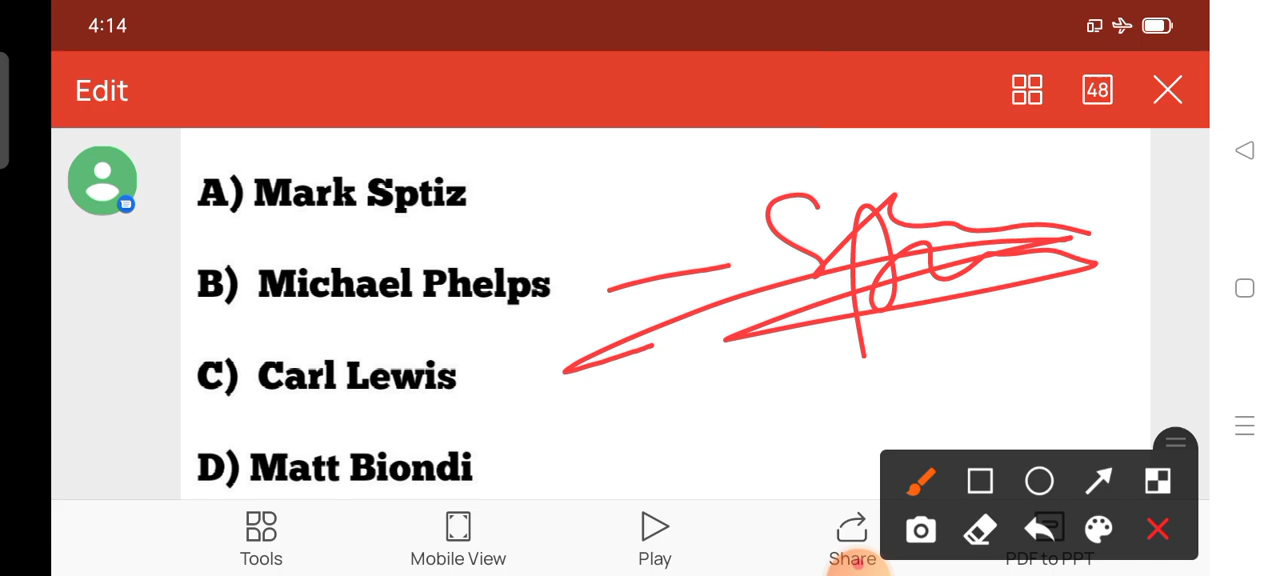 4:14
Edit
48
A) Mark Sptiz
B) Michael Phelps
C) Carl Lewis
D) Matt Biondi
Tools
Mobile View
Play
Share
PDF to PPT